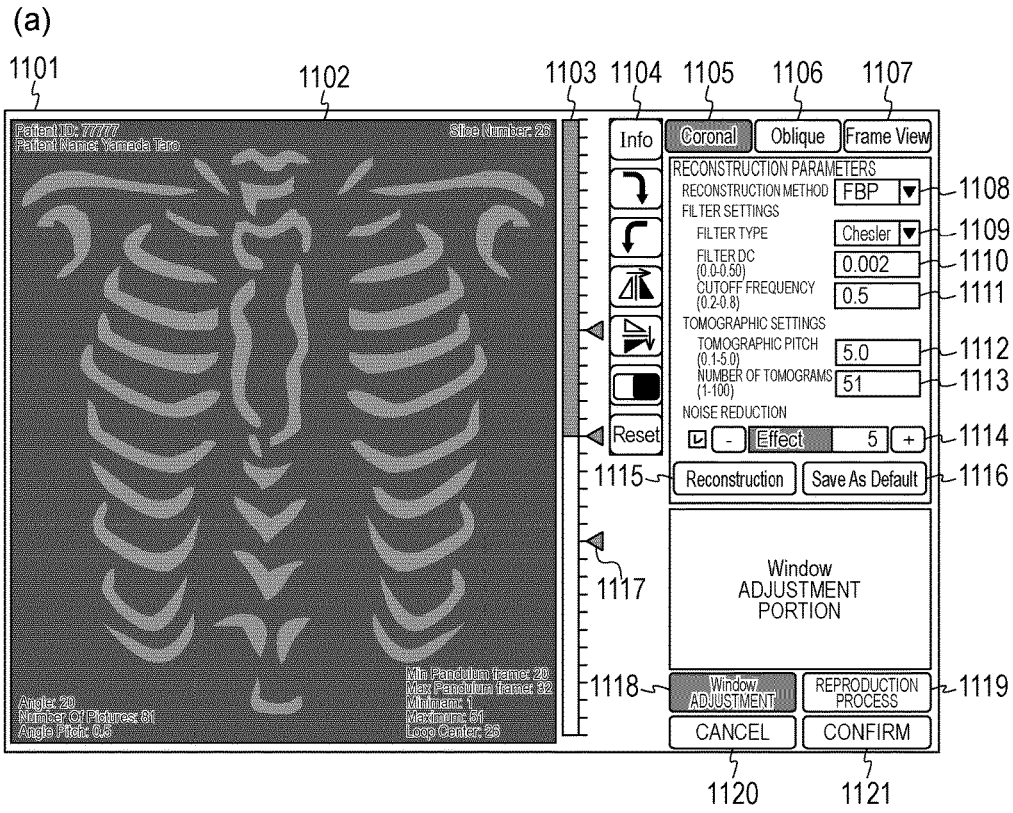 (a)
1101
1102
1103
1104
1105
1106
1107
Patient ID: 77777
Patient Name: Yamada Taro
Slice Number: 26
Info
Coronal
Oblique
Frame View
RECONSTRUCTION PARAMETERS
RECONSTRUCTION METHOD
FBP
1108
FILTER SETTINGS
FILTER TYPE
Chesler
1109
FILTER DC
(0.0-0.50)
0.002
1110
CUTOFF FREQUENCY
(0.2-0.8)
0.5
1111
TOMOGRAPHIC SETTINGS
TOMOGRAPHIC PITCH
(0.1-5.0)
5.0
1112
NUMBER OF TOMOGRAMS
(1-100)
51
1113
NOISE REDUCTION
Reset
- Effect 5 +
1114
1115
Reconstruction
Save As Default
1116
1117
Window
ADJUSTMENT
PORTION
Angle: 20
Number Of Pictures: 81
Angle Pitch: 0.5
Min Pandulum frame: 20
Max Pandulum frame: 32
Minimam: 1
Maximum: 51
Loop Center: 26
1118
Window
ADJUSTMENT
REPRODUCTION
PROCESS
1119
CANCEL
CONFIRM
1120
1121